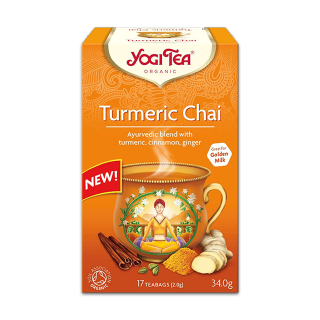 YOGI TEA
ORGANIC
Turmeric Chai
Ayurvedic blend with
turmeric, cinnamon, ginger
Great for
Golden
Milk
NEW!
17 TEABAGS (2.0g)
34.0g